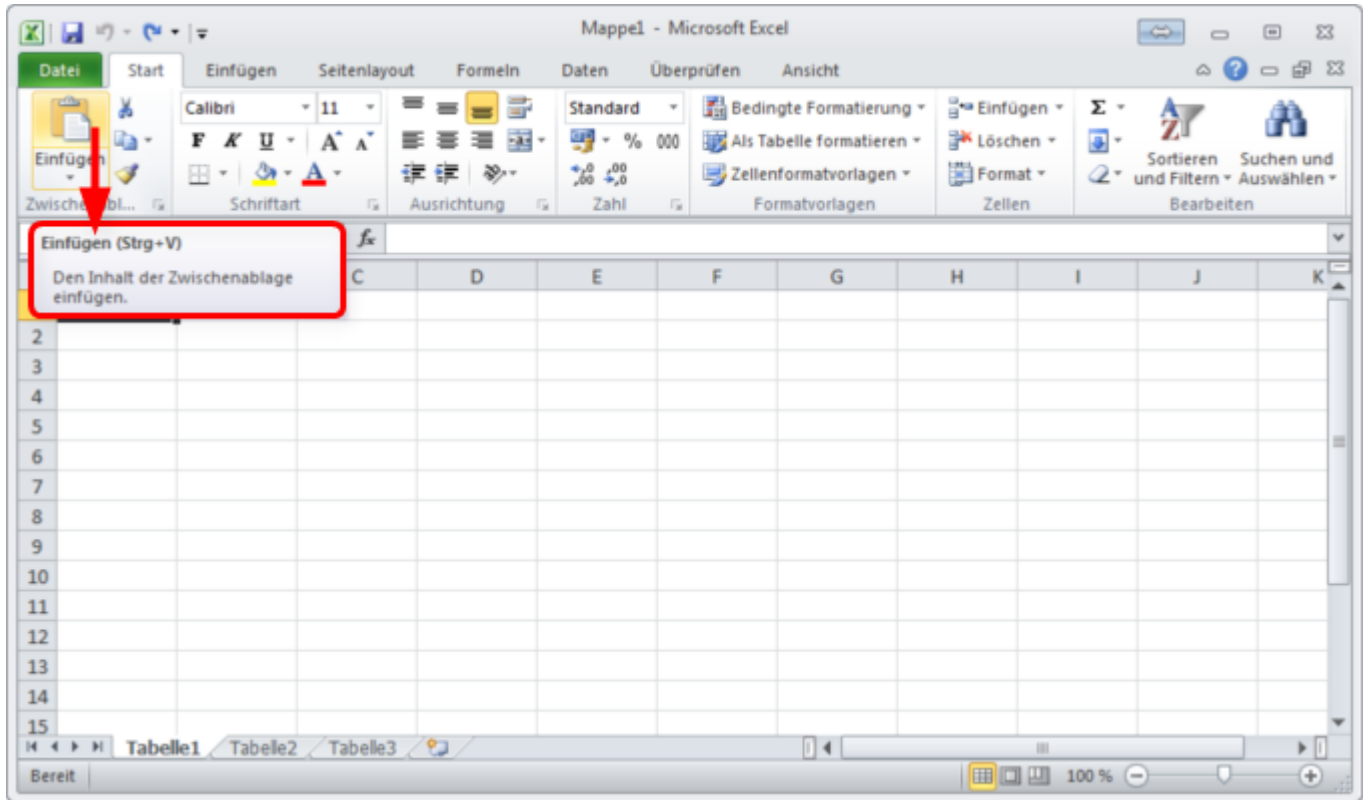 Mappe1 - Microsoft Excel
Datei Start Einfügen Seitenlayout Formeln Daten Überprüfen Ansicht
Calibri 11 Standard Bedingte Formatierung Einfügen Σ
F K U A A % 000 Als Tabelle formatieren Löschen
Einfügen A ,00 ,0 Zellenformatvorlagen Format Sortieren und Filtern Suchen und Auswählen
Schriftart Ausrichtung Zahl Formatvorlagen Zellen Bearbeiten
Einfügen (Strg+V) fx
Den Inhalt der Zwischenablage
einfügen.
C D E F G H I J K
2
3
4
5
6
7
8
9
10
11
12
13
14
15
Tabelle1 Tabelle2 Tabelle3
Bereit 100 %